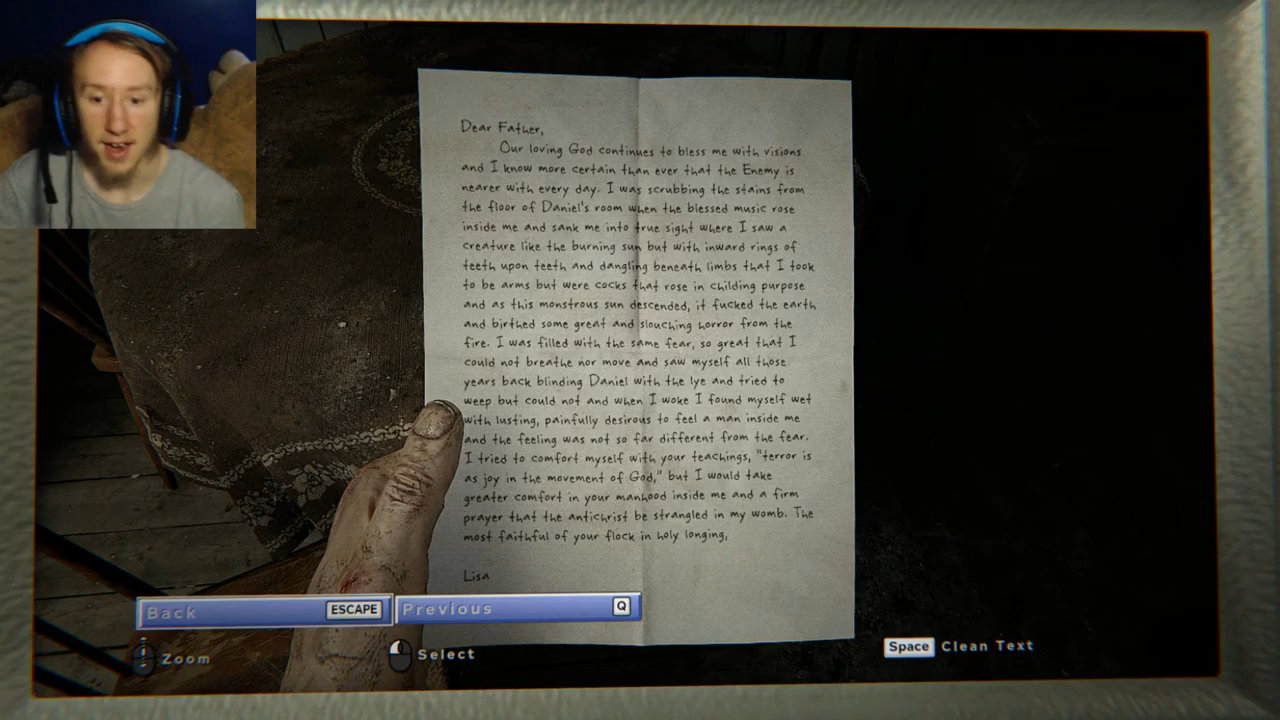 Dear Father,
Our loving God continues to bless me with visions
and I know more certain than ever that the Enemy is
nearer with every day. I was scrubbing the stains from
the floor of Daniel's room when the blessed music rose
inside me and sank me into true sight where I saw a
creature like the burning sun but with inward rings of
teeth upon teeth and dangling beneath limbs that I took
to be arms but were cocks that rose in childing purpose
and as this monstrous sun descended, it fucked the earth
and birthed some great and slouching horror from the
fire. I was filled with the same fear, so great that I
could not breathe nor move and saw myself all those
years back blinding Daniel with the lye and tried to
weep but could not and when I woke I found myself wet
with lusting, painfully desirous to feel a man inside me
and the feeling was not so far different from the fear.
I tried to comfort myself with your teachings, "terror is
as joy in the movement of God," but I would take
greater comfort in your manhood inside me and a firm
prayer that the antichrist be strangled in my womb. The
most faithful of your flock in holy longing,
Lisa
Back ESCAPE Previous Q
Zoom Select Space Clean Text